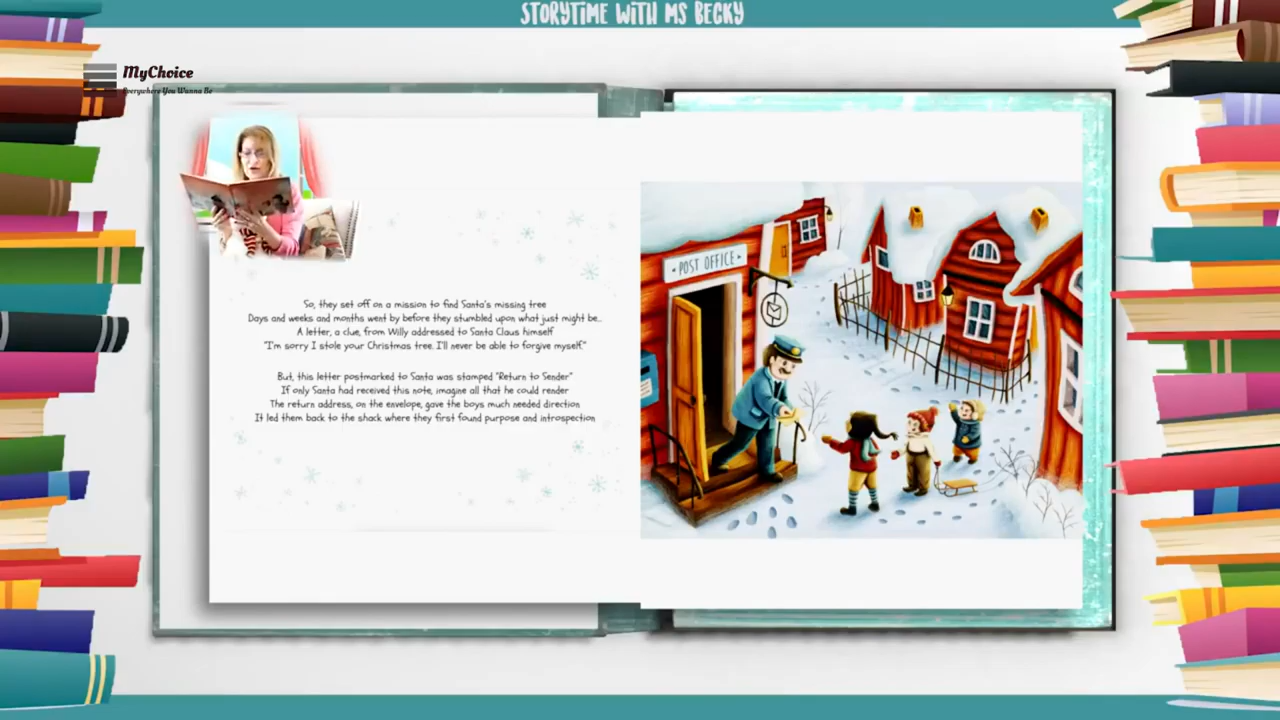 STORYTIME WITH MS BECKY
MyChoice
Everywhere You Wanna Be
POST OFFICE
So, they set off on a mission to find Santa's missing tree
Days and weeks and months went by before they stumbled upon what just might be...
A letter, a clue, from Willy addressed to Santa Claus himself
"I'm sorry I stole your Christmas tree. I'll never be able to forgive myself."
But, this letter postmarked to Santa was stamped "Return to Sender"
If only Santa had received this note, imagine all that he could render
The return address, on the envelope, gave the boys much needed direction
It led them back to the shack where they first found purpose and introspection